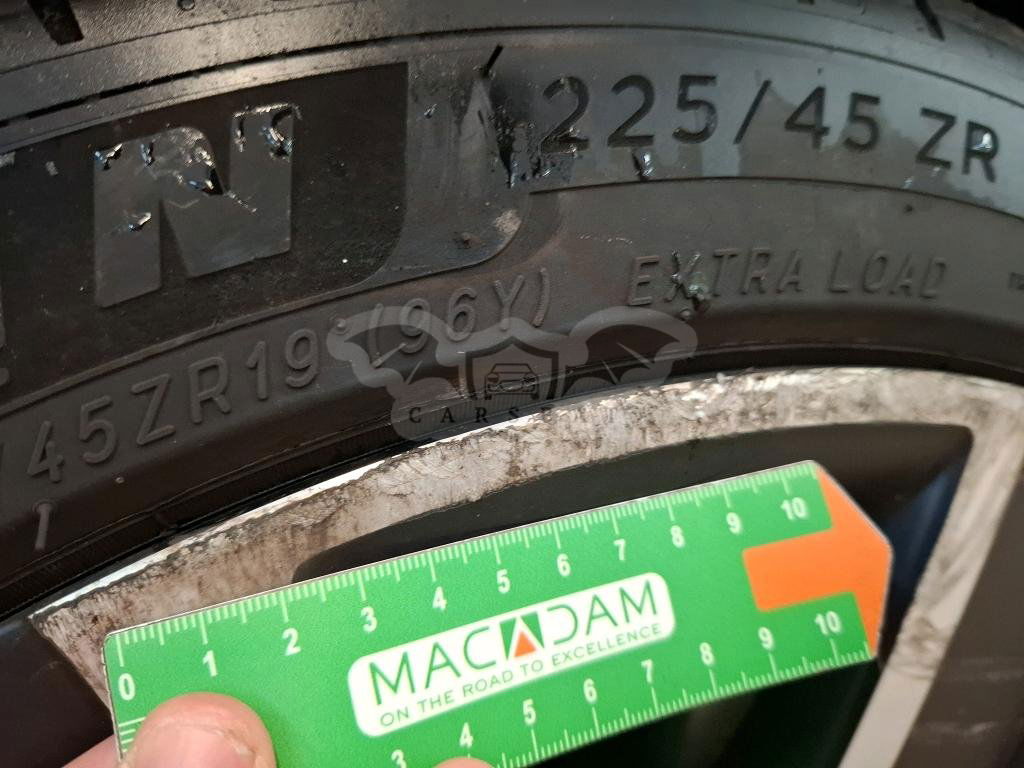 N
225/45 ZR
EXTRA LOAD
/45ZR19 (96Y)
CARSE
0 1 2 3 4 5 6 7 8 9 10
MACADAM
ON THE ROAD TO EXCELLENCE
3 4 5 6 7 8 9 10